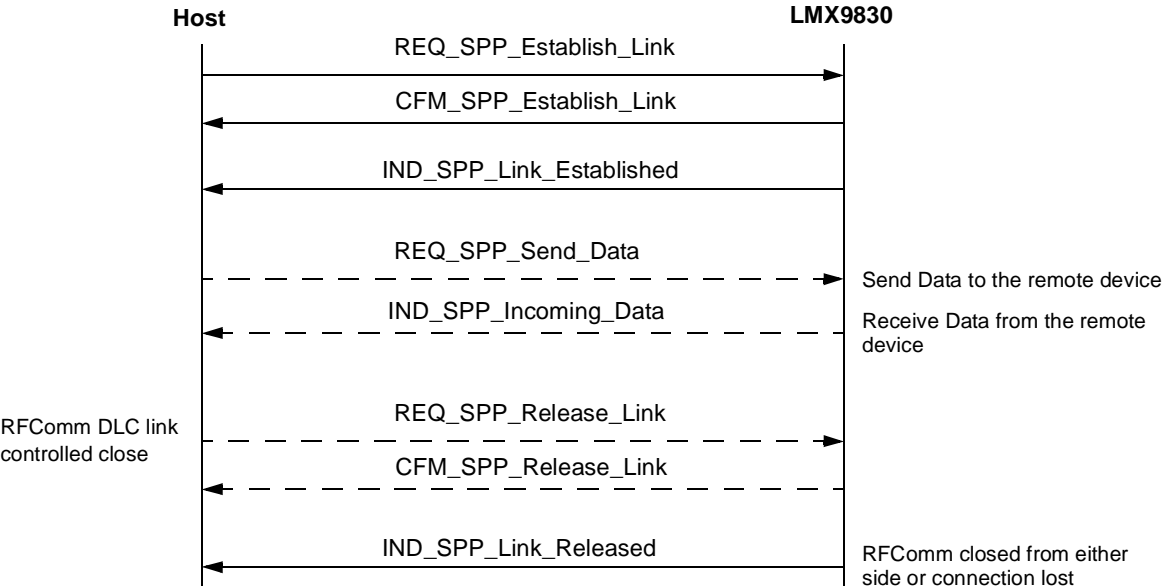 Host
LMX9830
REQ_SPP_Establish_Link
CFM_SPP_Establish_Link
IND_SPP_Link_Established
REQ_SPP_Send_Data
Send Data to the remote device
IND_SPP_Incoming_Data
Receive Data from the remote
device
REQ_SPP_Release_Link
RFComm DLC link
controlled close
CFM_SPP_Release_Link
IND_SPP_Link_Released
RFComm closed from either
side or connection lost